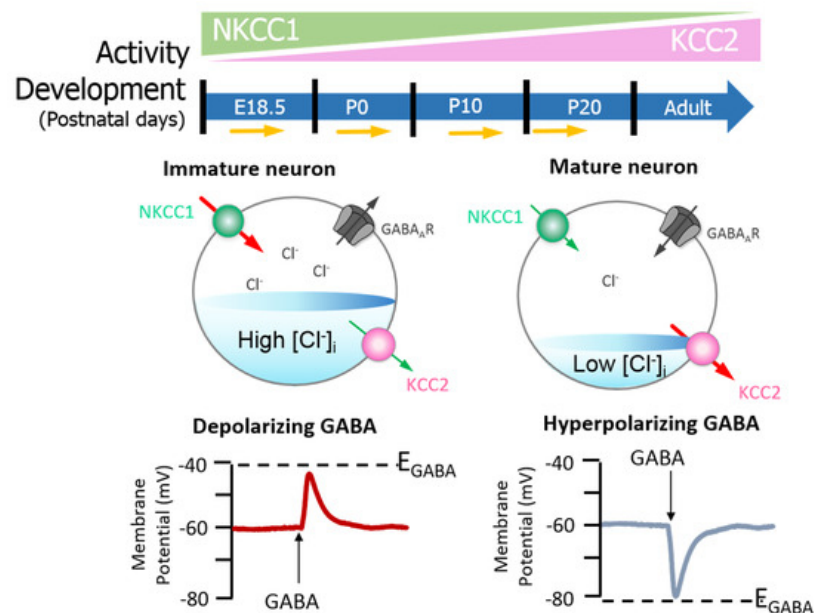 NKCC1
KCC2
Activity
Development
(Postnatal days)
E18.5
P0
P10
P20
Adult
Immature neuron
Mature neuron
NKCC1
GABAAR
Cl-
Cl-
Cl-
High [Cl-]i
KCC2
NKCC1
GABAAR
Cl-
Low [Cl-]i
KCC2
Depolarizing GABA
Hyperpolarizing GABA
Membrane
Potential (mV)
-40
-60
-80
EGABA
GABA
Membrane
Potential (mV)
-40
-60
-80
GABA
EGABA